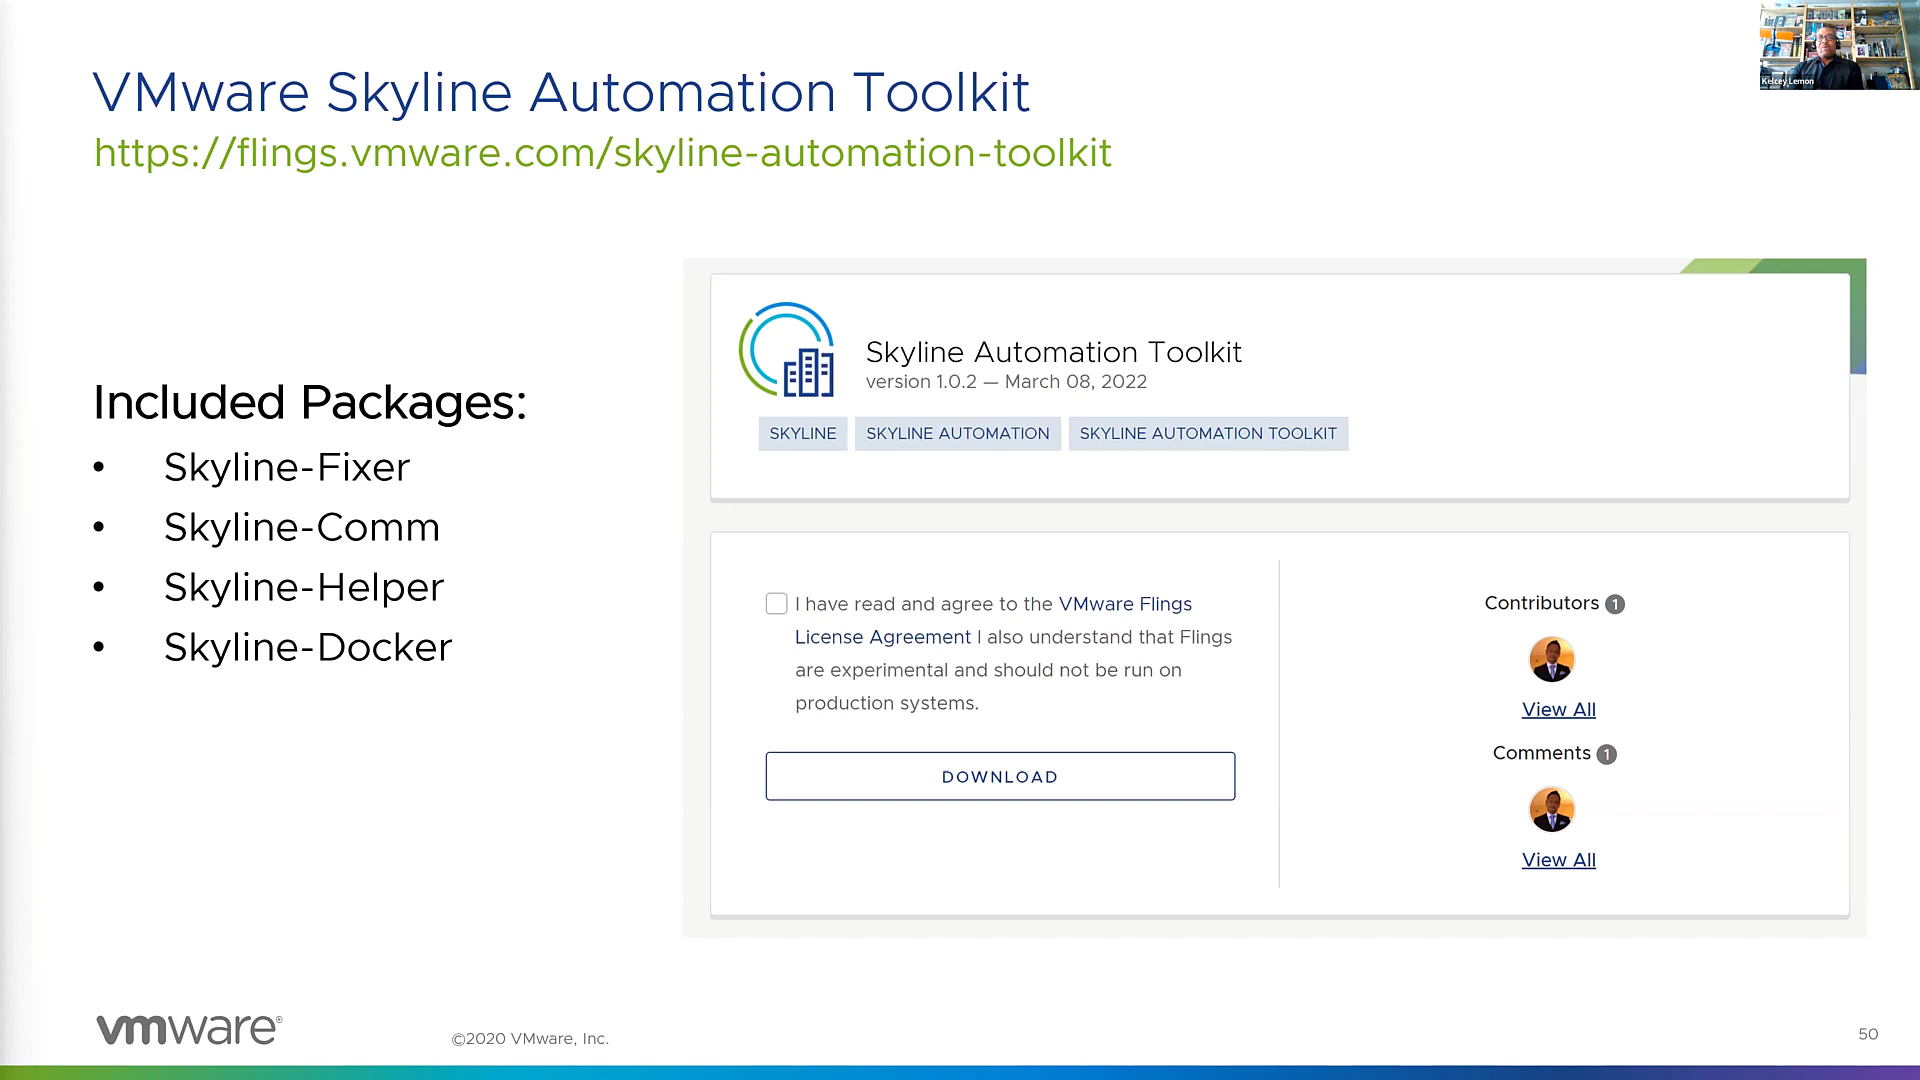 VMware Skyline Automation Toolkit
https://flings.vmware.com/skyline-automation-toolkit
Kelcey Lemon
Included Packages:
• Skyline-Fixer
• Skyline-Comm
• Skyline-Helper
• Skyline-Docker
Skyline Automation Toolkit
version 1.0.2 — March 08, 2022
SKYLINE SKYLINE AUTOMATION SKYLINE AUTOMATION TOOLKIT
I have read and agree to the VMware Flings
License Agreement I also understand that Flings
are experimental and should not be run on
production systems.
DOWNLOAD
Contributors 1
View All
Comments 1
View All
vmware®
©2020 VMware, Inc.
50